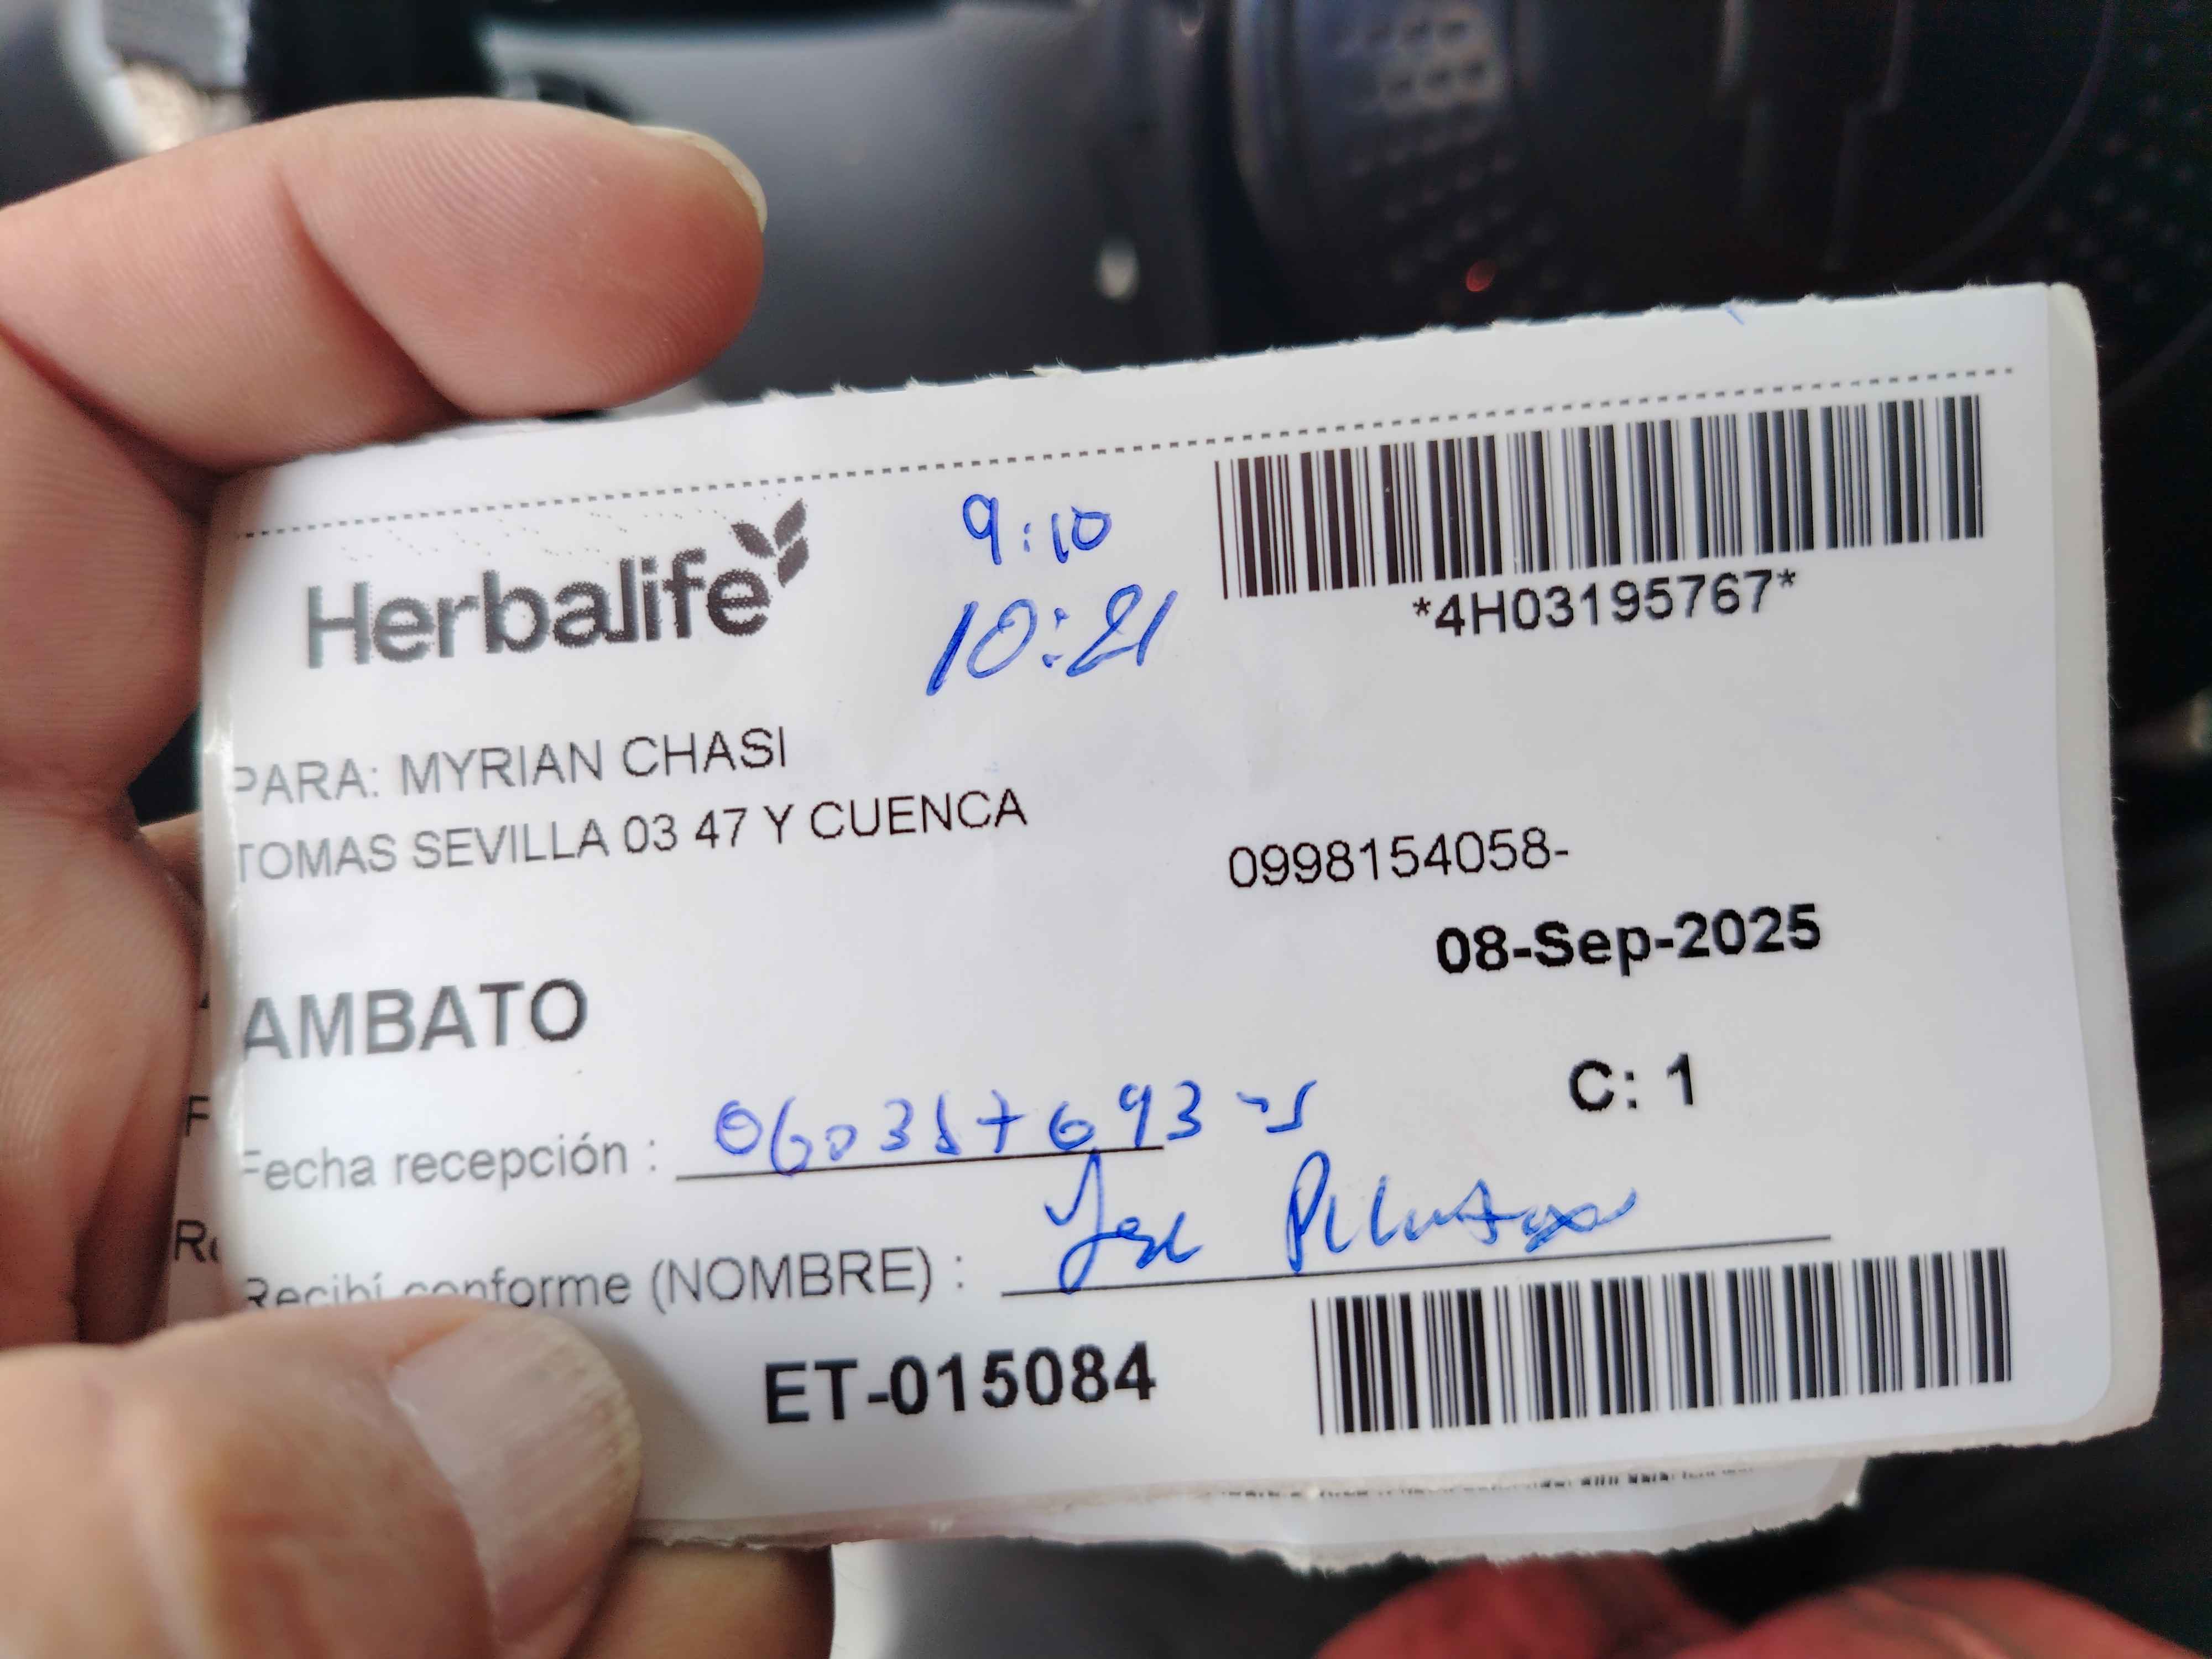 Herbalife
9:10
10:21
*4H03195767*
PARA: MYRIAN CHASI
TOMAS SEVILLA 03 47 Y CUENCA
0998154058-
08-Sep-2025
AMBATO
C: 1
Fecha recepción :
Recibí conforme (NOMBRE) :
ET-015084